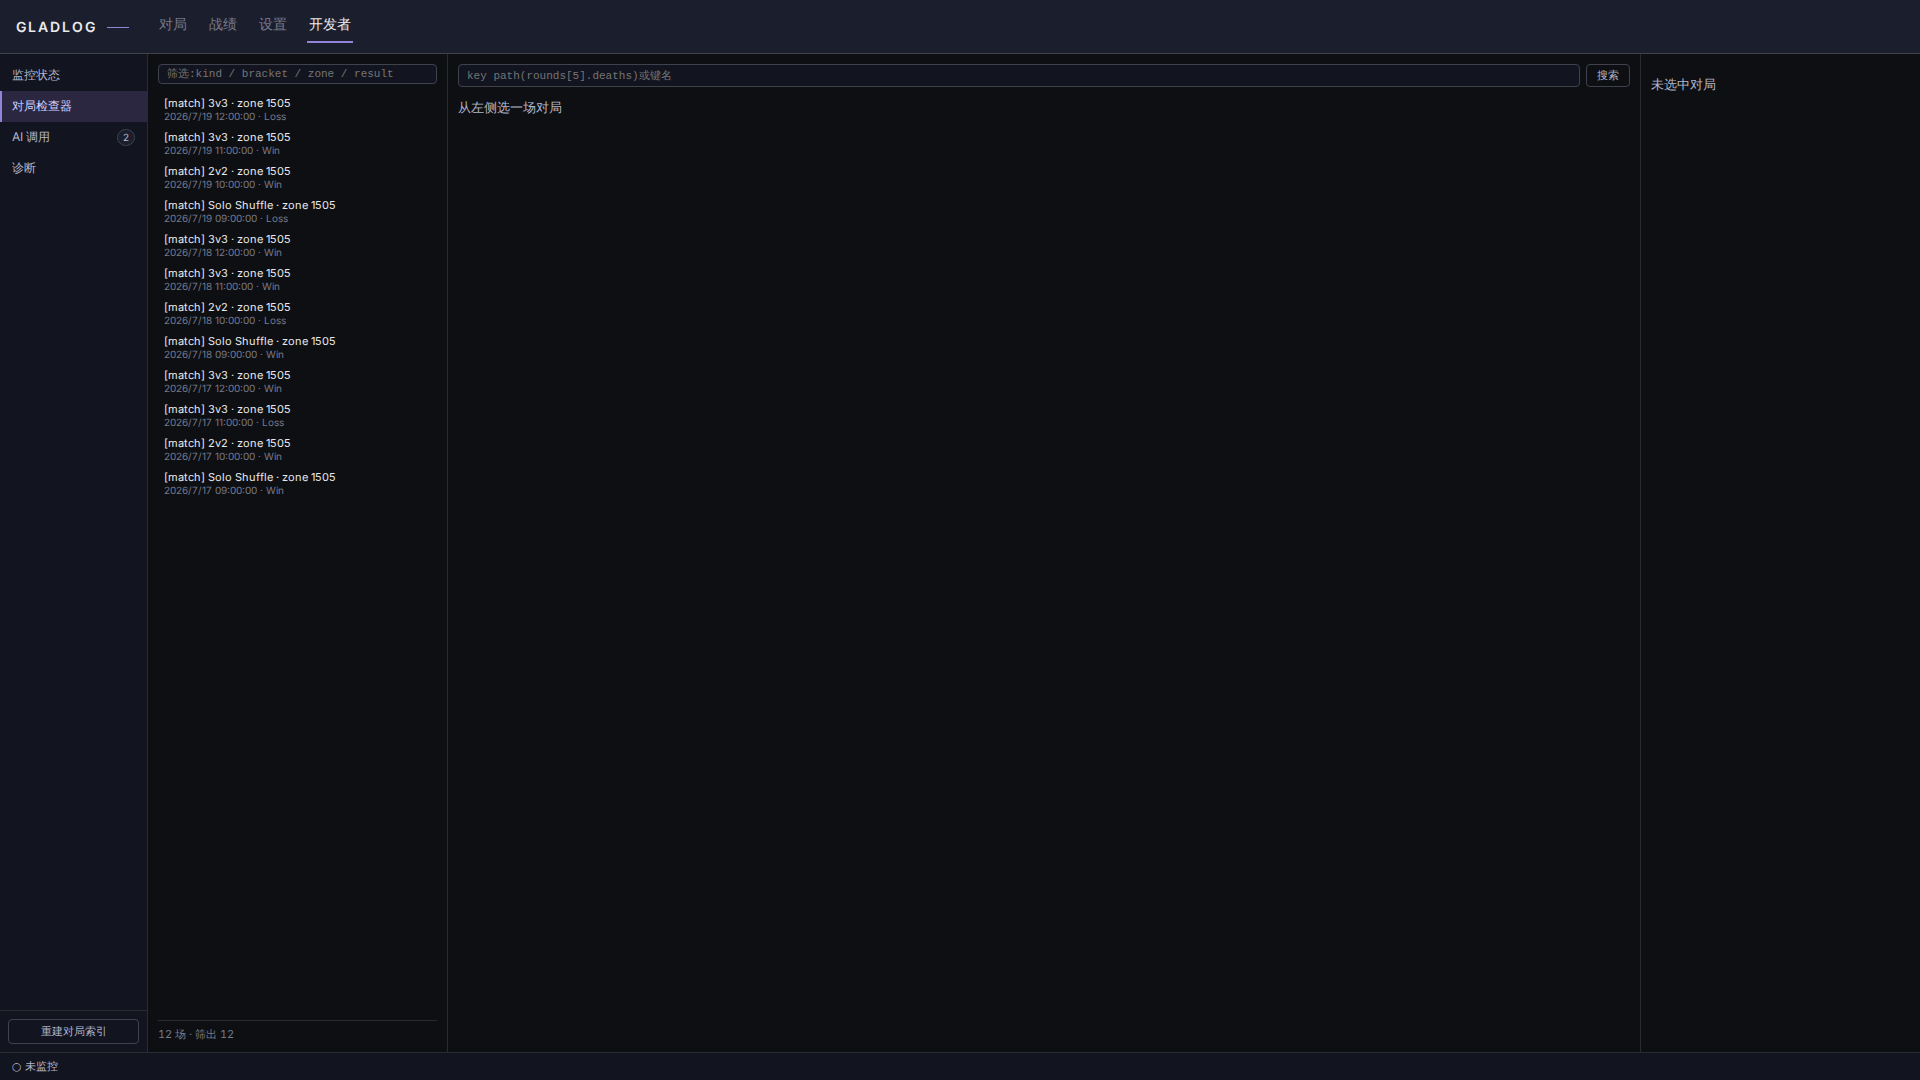 GLADLOG
对局 战绩 设置 开发者
监控状态
对局检查器
AI 调用 2
诊断
重建对局索引
筛选:kind / bracket / zone / result
[match] 3v3 · zone 1505
2026/7/19 12:00:00 · Loss
[match] 3v3 · zone 1505
2026/7/19 11:00:00 · Win
[match] 2v2 · zone 1505
2026/7/19 10:00:00 · Win
[match] Solo Shuffle · zone 1505
2026/7/19 09:00:00 · Loss
[match] 3v3 · zone 1505
2026/7/18 12:00:00 · Win
[match] 3v3 · zone 1505
2026/7/18 11:00:00 · Win
[match] 2v2 · zone 1505
2026/7/18 10:00:00 · Loss
[match] Solo Shuffle · zone 1505
2026/7/18 09:00:00 · Win
[match] 3v3 · zone 1505
2026/7/17 12:00:00 · Win
[match] 3v3 · zone 1505
2026/7/17 11:00:00 · Loss
[match] 2v2 · zone 1505
2026/7/17 10:00:00 · Win
[match] Solo Shuffle · zone 1505
2026/7/17 09:00:00 · Win
12 场 · 筛出 12
key path(rounds[5].deaths)或键名
搜索
从左侧选一场对局
未选中对局
未监控